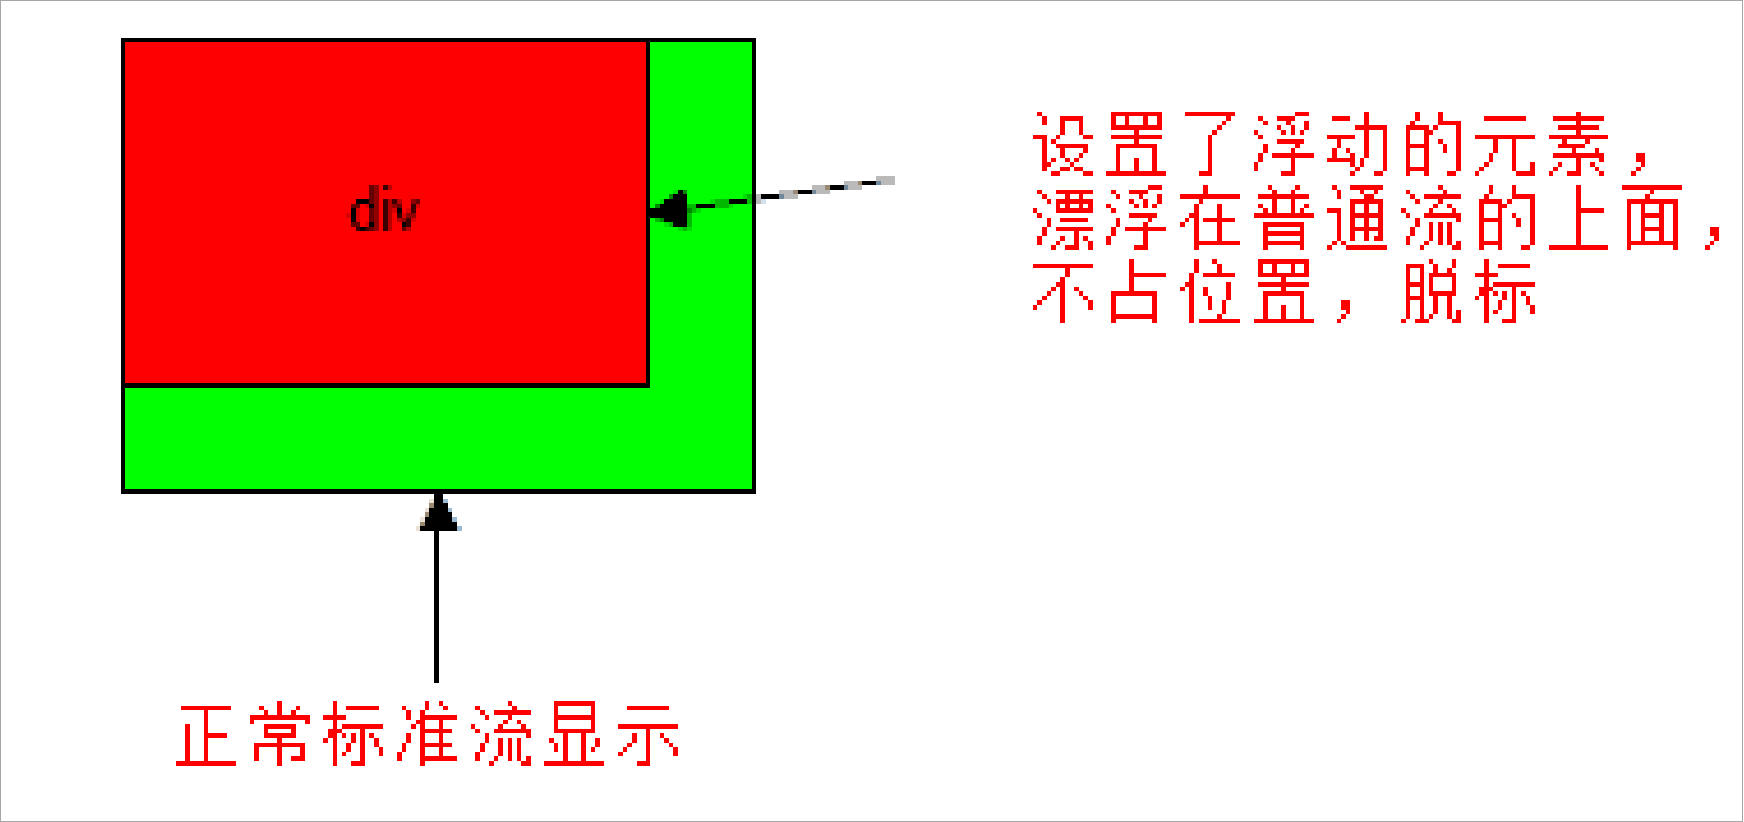 div
设置了浮动的元素，
漂浮在普通流的上面，
不占位置，脱标
正常标准流显示